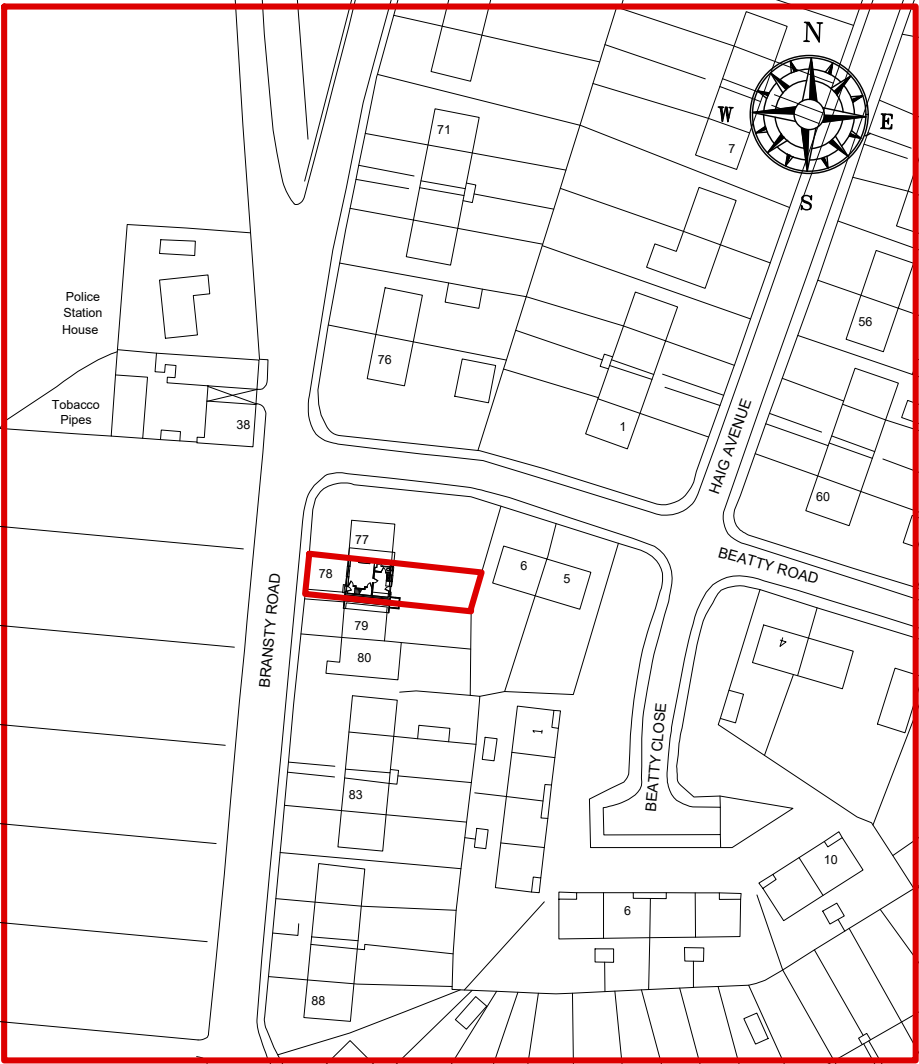 N
W
E
S
71
7
Police
Station
House
56
76
Tobacco
Pipes
38
1
HAIG AVENUE
60
77
78
6
5
BEATTY ROAD
BRANSTY ROAD
79
80
4
1
BEATTY CLOSE
83
10
6
88